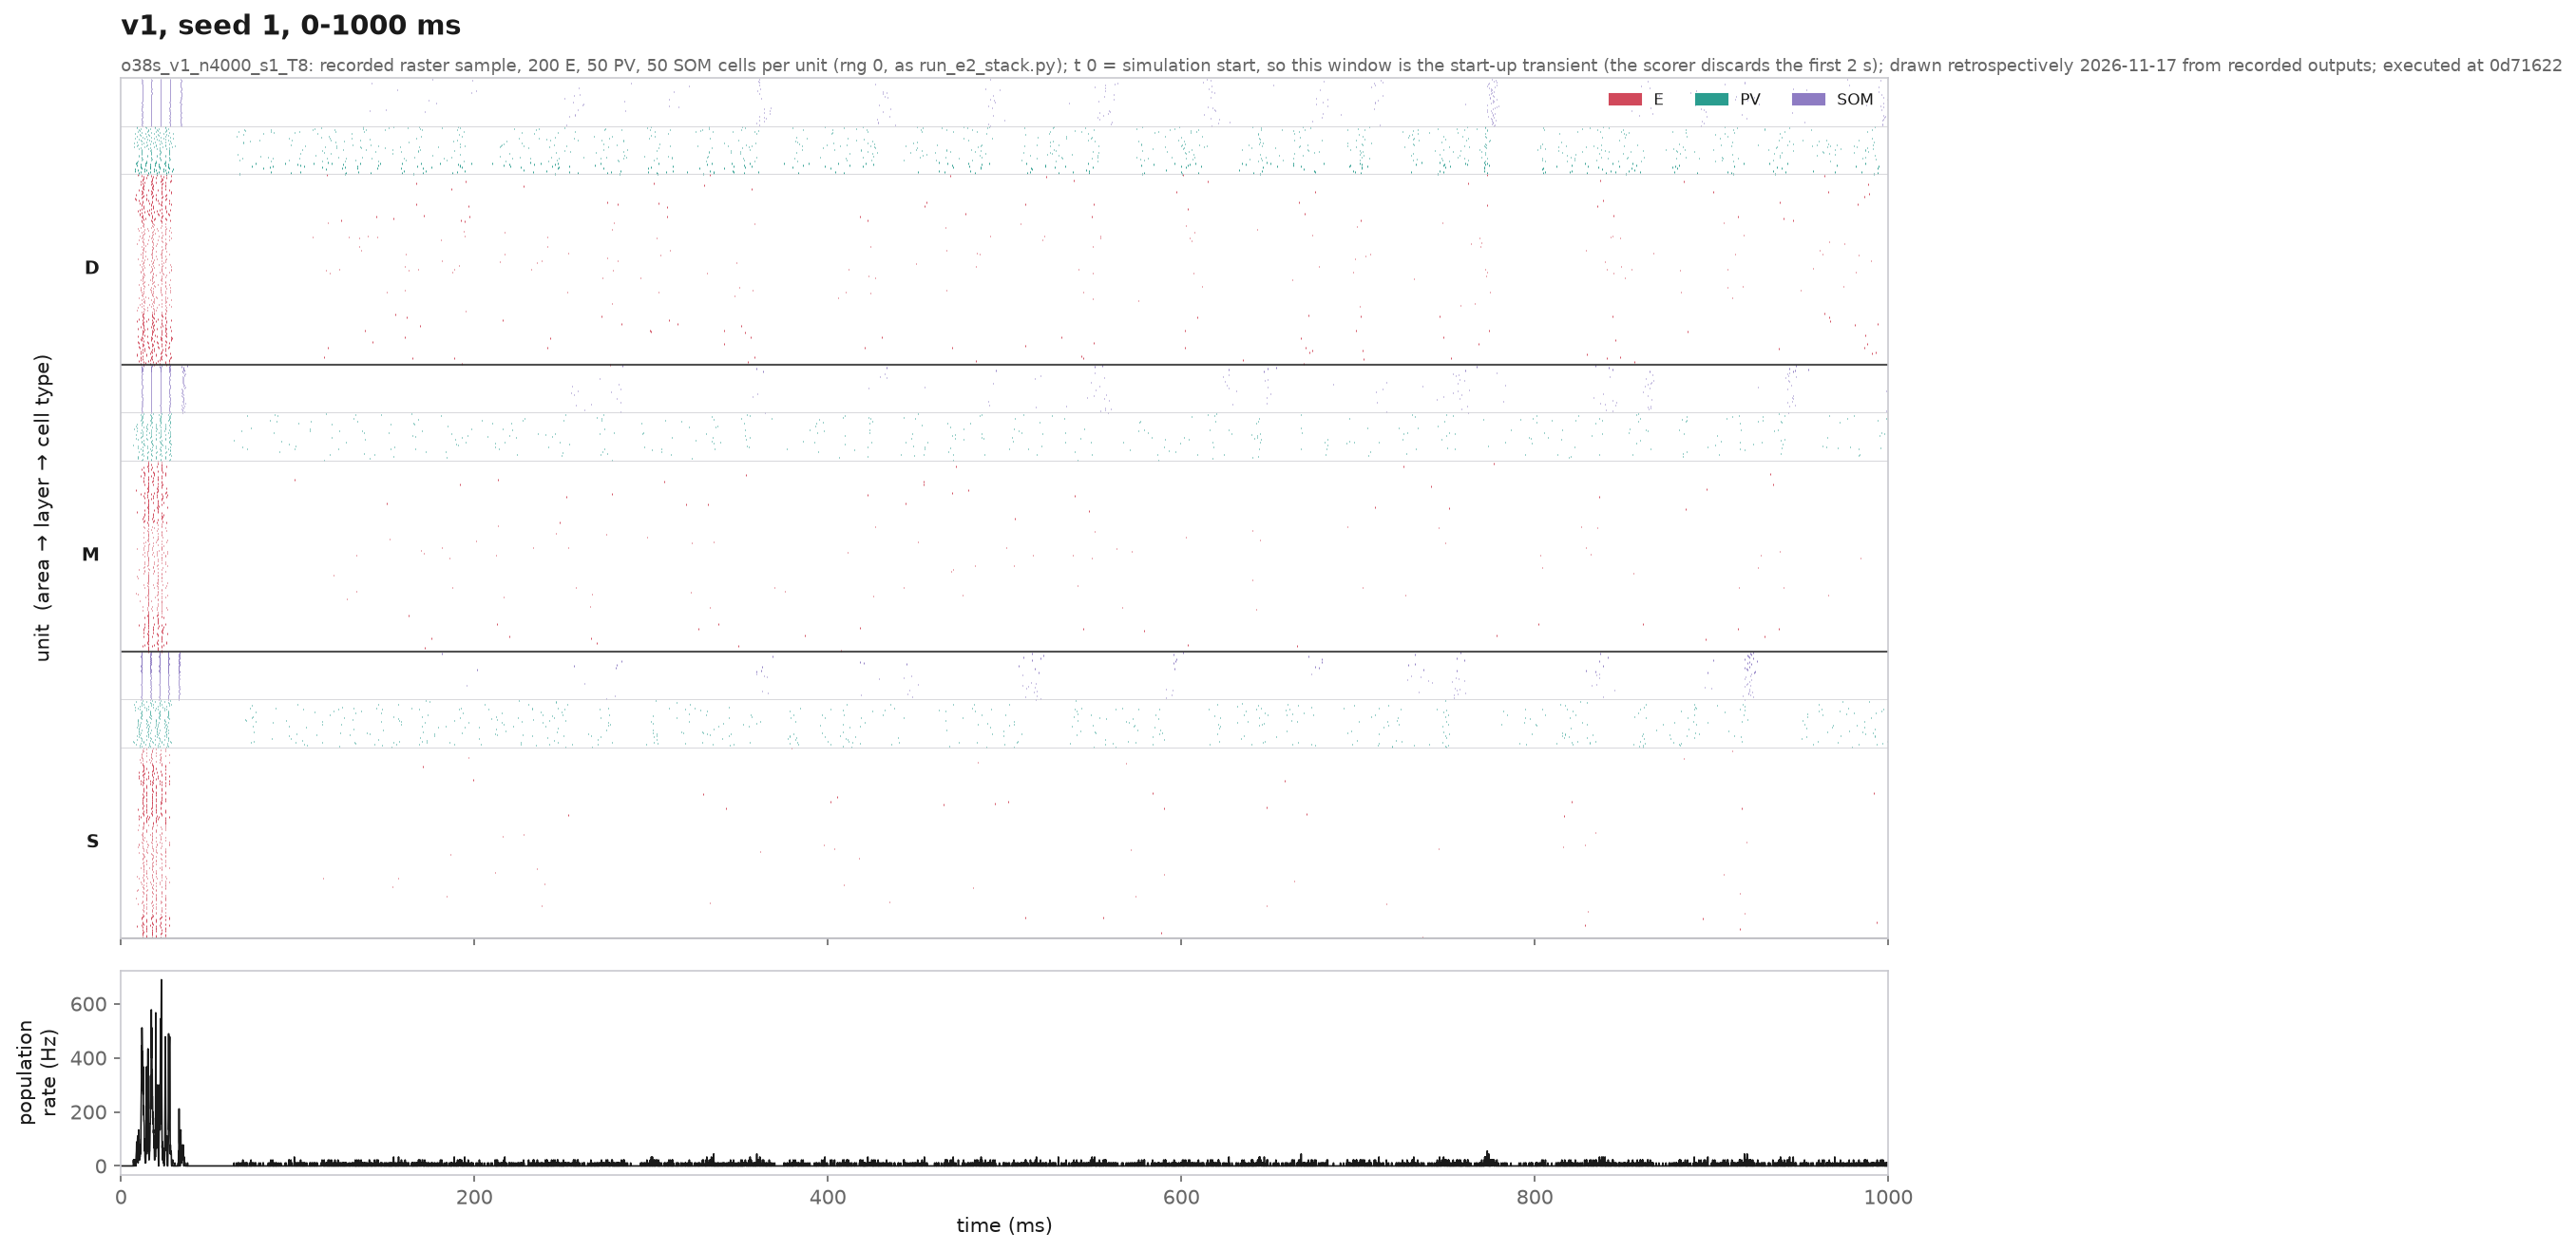 v1, seed 1, 0-1000 ms
o38s_v1_n4000_s1_T8: recorded raster sample, 200 E, 50 PV, 50 SOM cells per unit (rng 0, as run_e2_stack.py); t 0 = simulation start, so this window is the start-up transient (the scorer discards the first 2 s); drawn retrospectively 2026-11-17 from recorded outputs; executed at 0d71622
E PV SOM
unit (area → layer → cell type)
D
M
S
population
rate (Hz)
600
400
200
0
0 200 400 600 800 1000
time (ms)